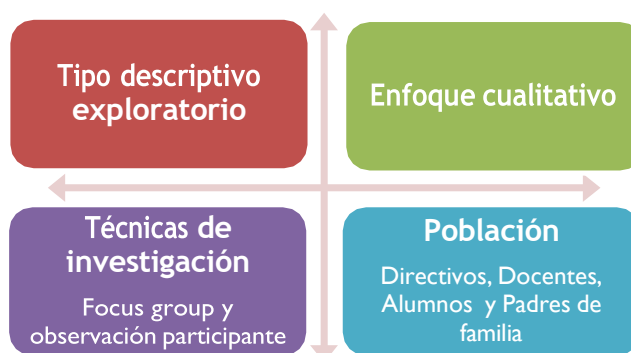 Tipo descriptivo
exploratorio
Enfoque cualitativo
Técnicas de
investigación
Focus group y
observación participante
Población
Directivos, Docentes,
Alumnos y Padres de
familia